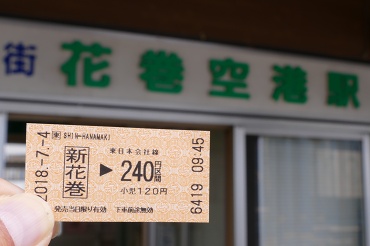 街 花巻空港駅
2018.-7.-4
東 SHIN-HANAMAKI
新花巻
東日本会社線
▶ 240円区間
小児120円
発売当日限り有効 下車前途無効
6419 09:45